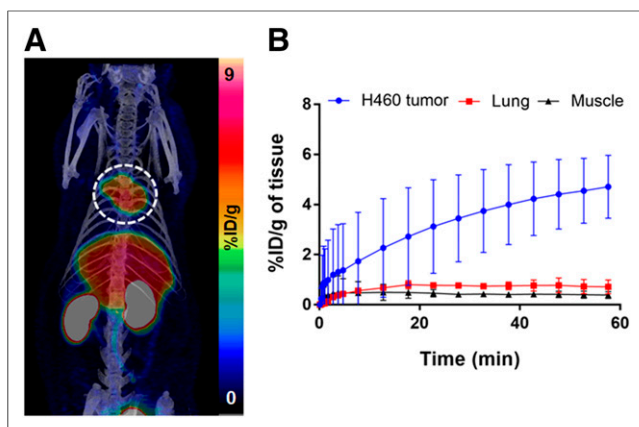 A
9
%ID/g
0
B
H460 tumor Lung Muscle
8
6
4
2
0
%ID/g of tissue
0 20 40 60
Time (min)